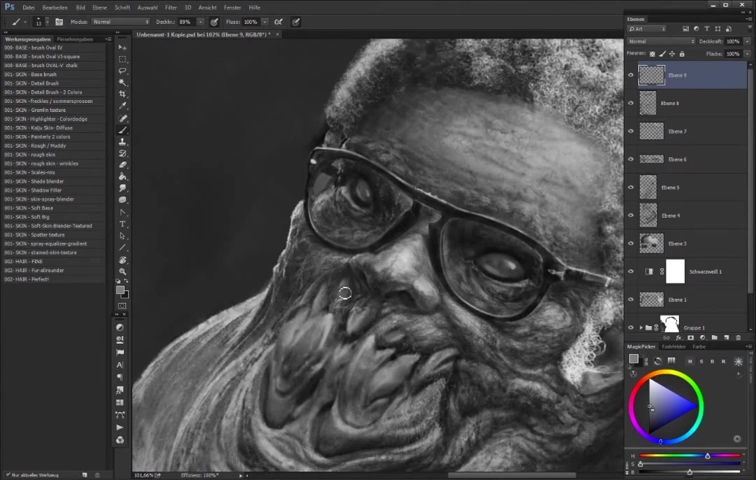 Ps Datei Bearbeiten Bild Ebene Schrift Auswahl Filter 3D Ansicht Fenster Hilfe
Modus: Normal Deckkr.: 89% Fluss: 100%
Unbenannt-1 Kopie.psd bei 102% (Ebene 9, RGB/8*) * ×
Werkzeugvorgaben
000- BASE - brush Oval IV
000- BASE - brush Oval V3-square
000- BASE - brush OVAL-V chalk
001- SKIN - Base brush
001- SKIN - Detail Brush
001- SKIN - Detail Brush - 2 Colors
001- SKIN - freckles / sommersprossen
001- SKIN - Gremlin texture
001- SKIN - Highlighter - Colordodge
001- SKIN - Kaiju Skin- Diffuse
001- SKIN - Painterly 2 colors
001- SKIN - Rough / Muddy
001- SKIN - rough skin
001- SKIN - rough skin - wrinkles
001- SKIN - Scales-mix
001- SKIN - Shade blender
001- SKIN - Shadow Filler
001- SKIN - skin-spray-blender
001- SKIN - Soft Base
001- SKIN - Soft Big
001- SKIN - Soft-Skin-Blender-Textured
001- SKIN - Spatter texture
001- SKIN - spray-equalize-gradient
001- SKIN - stained-skin-texture
002- HAIR - FINE
002- HAIR - Fur-allrounder
002- HAIR - Perfect!
Nur aktuelles Werkzeug
Ebenen
Art
Normal Deckkraft: 100%
Fläche: 100%
Ebene 9
Ebene 8
Ebene 7
Ebene 6
Ebene 5
Ebene 4
Ebene 3
Schwarzweiß 1
Ebene 1
Gruppe 1
MagicPicker Farbfelder Farbe
H
S
B
Effizienz: 100%*